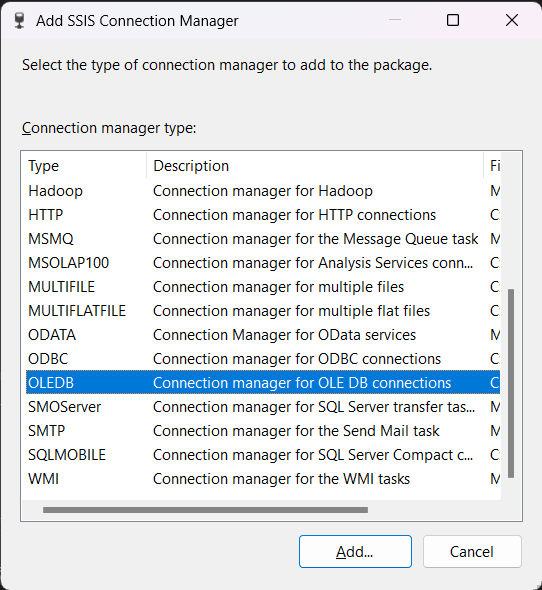 Add SSIS Connection Manager
Select the type of connection manager to add to the package.
Connection manager type:
Type Description Fi
Hadoop Connection manager for Hadoop M
HTTP Connection manager for HTTP connections C
MSMQ Connection manager for the Message Queue task M
MSOLAP100 Connection manager for Analysis Services conn... C
MULTIFILE Connection manager for multiple files M
MULTIFLATFILE Connection manager for multiple flat files C
ODATA Connection Manager for OData services M
ODBC Connection manager for ODBC connections C
OLEDB Connection manager for OLE DB connections C
SMOServer Connection manager for SQL Server transfer tas... M
SMTP Connection manager for the Send Mail task M
SQLMOBILE Connection manager for SQL Server Compact c... C
WMI Connection manager for the WMI tasks M
Add... Cancel